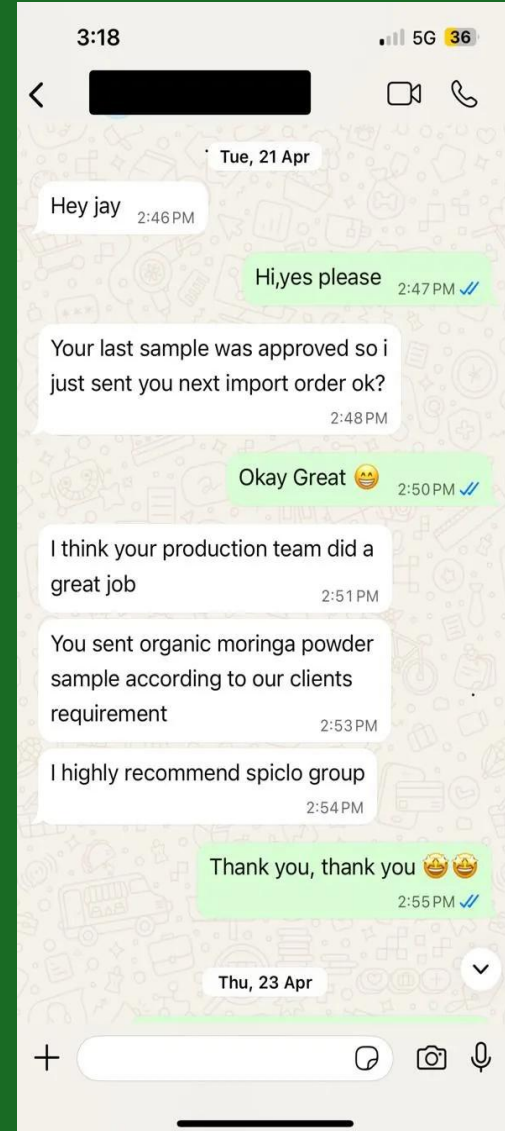 3:18
5G 36
Tue, 21 Apr
Hey jay 2:46 PM
Hi,yes please 2:47 PM
Your last sample was approved so i
just sent you next import order ok?
2:48 PM
Okay Great 😁 2:50 PM
I think your production team did a
great job 2:51 PM
You sent organic moringa powder
sample according to our clients
requirement 2:53 PM
I highly recommend spiclo group
2:54 PM
Thank you, thank you 🤩🤩
2:55 PM
Thu, 23 Apr